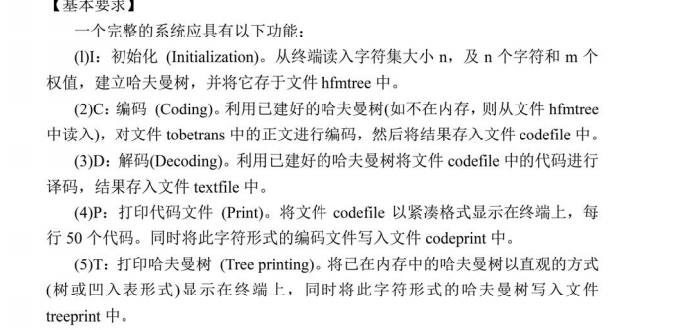 【基本要求】
一个完整的系统应具有以下功能：
(l)I：初始化 (Initialization)。从终端读入字符集大小 n，及 n 个字符和 m 个
权值，建立哈夫曼树，并将它存于文件 hfmtree 中。
(2)C：编码 (Coding)。利用已建好的哈夫曼树(如不在内存，则从文件 hfmtree
中读入)，对文件 tobetrans 中的正文进行编码，然后将结果存入文件 codefile 中。
(3)D：解码(Decoding)。利用已建好的哈夫曼树将文件 codefile 中的代码进行
译码，结果存入文件 textfile 中。
(4)P：打印代码文件 (Print)。将文件 codefile 以紧凑格式显示在终端上，每
行 50 个代码。同时将此字符形式的编码文件写入文件 codeprint 中。
(5)T：打印哈夫曼树 (Tree printing)。将已在内存中的哈夫曼树以直观的方式
(树或凹入表形式)显示在终端上，同时将此字符形式的哈夫曼树写入文件
treeprint 中。